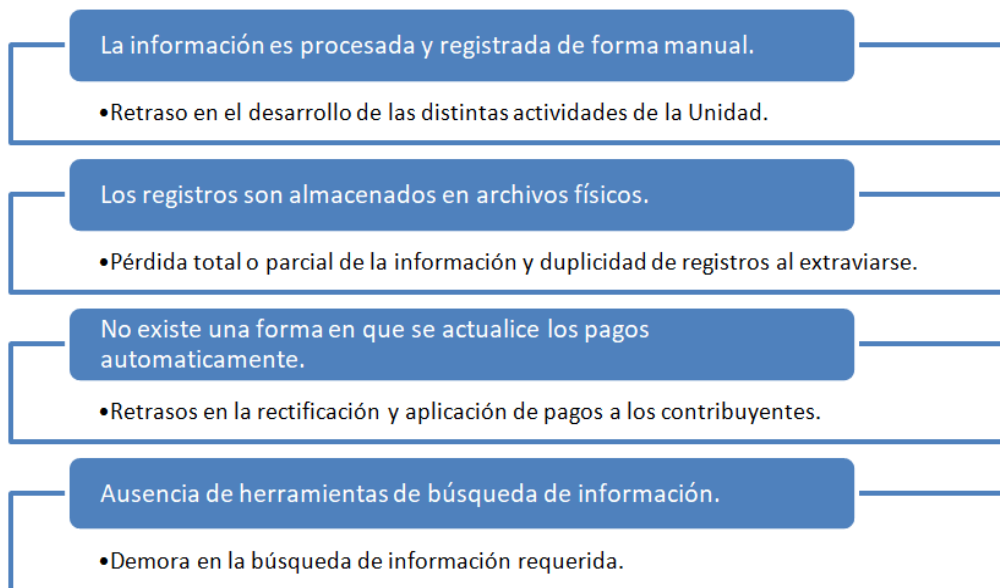 La información es procesada y registrada de forma manual.
•Retraso en el desarrollo de las distintas actividades de la Unidad.
Los registros son almacenados en archivos físicos.
•Pérdida total o parcial de la información y duplicidad de registros al extraviarse.
No existe una forma en que se actualice los pagos
automaticamente.
•Retrasos en la rectificación y aplicación de pagos a los contribuyentes.
Ausencia de herramientas de búsqueda de información.
•Demora en la búsqueda de información requerida.